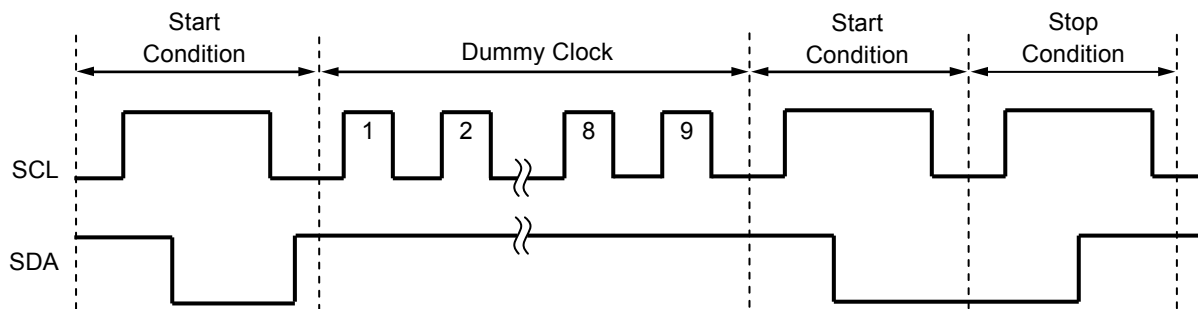 Start
Condition
Dummy Clock
Start
Condition
Stop
Condition
SCL
1
2
8
9
SDA